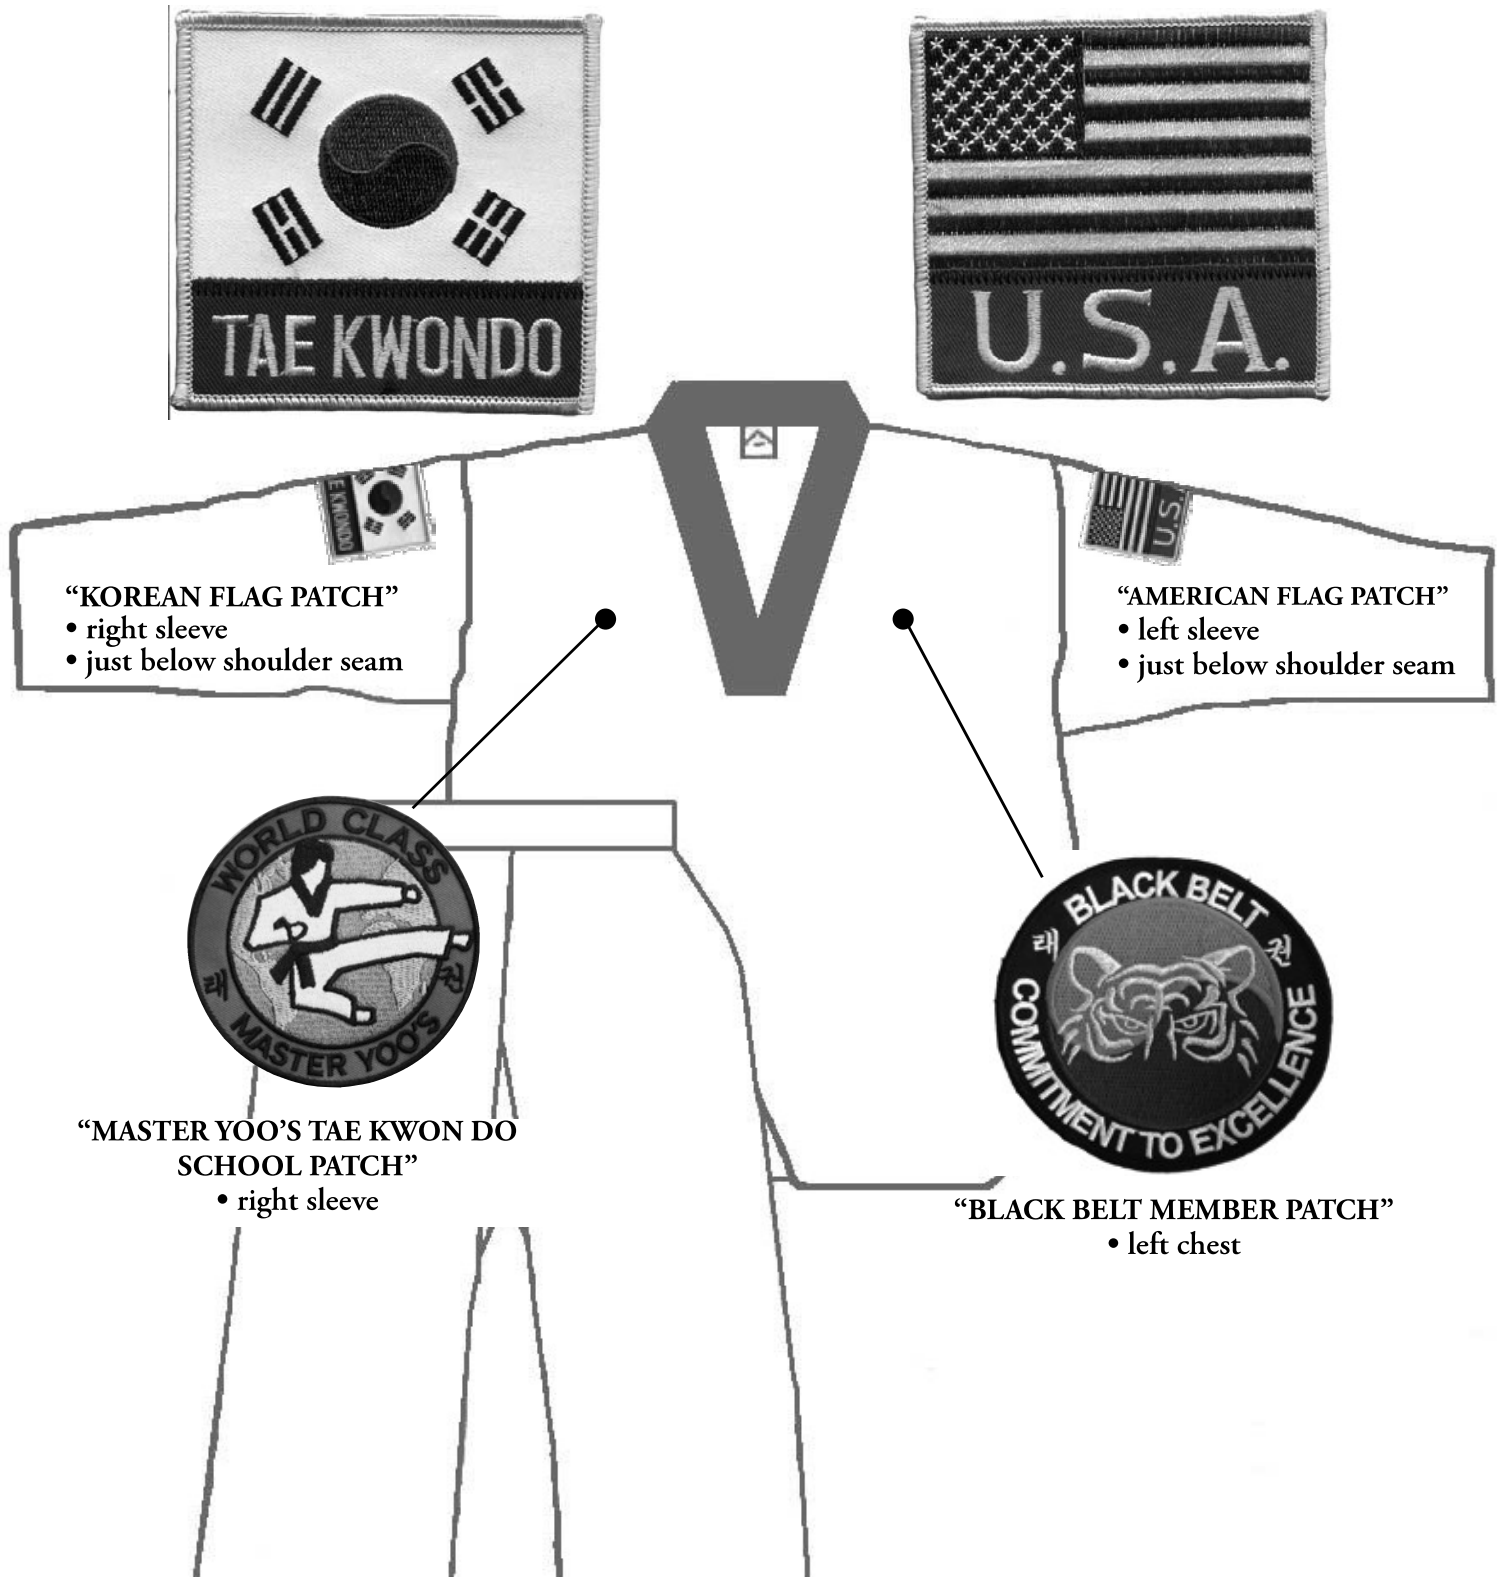 TAE KWONDO
U.S.A.
E KWONDO
U.S.
“KOREAN FLAG PATCH”
• right sleeve
• just below shoulder seam
“AMERICAN FLAG PATCH”
• left sleeve
• just below shoulder seam
WORLD CLASS
태 권
MASTER YOO'S
“MASTER YOO’S TAE KWON DO
SCHOOL PATCH”
• right sleeve
BLACK BELT
태 권
COMMITMENT TO EXCELLENCE
“BLACK BELT MEMBER PATCH”
• left chest